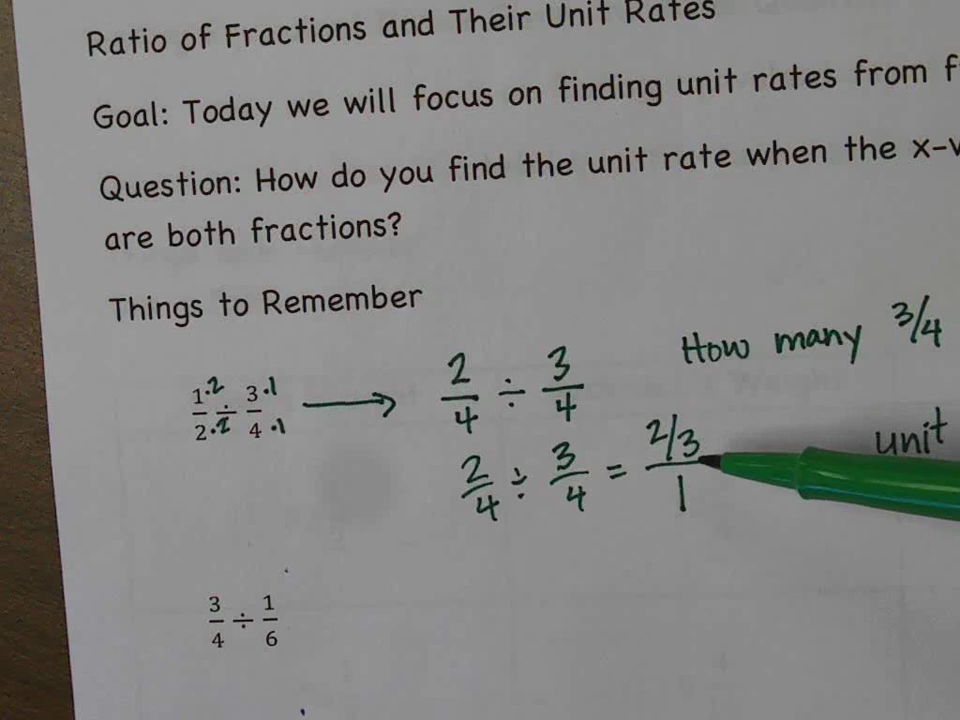 Ratio of Fractions and Their Unit Rates
Goal: Today we will focus on finding unit rates from f
Question: How do you find the unit rate when the x-v
are both fractions?
Things to Remember
How many 3/4
1·2/2·2 ÷ 3·1/4·1 → 2/4 ÷ 3/4
unit
2/4 ÷ 3/4 = 2/3/1
3/4 ÷ 1/6